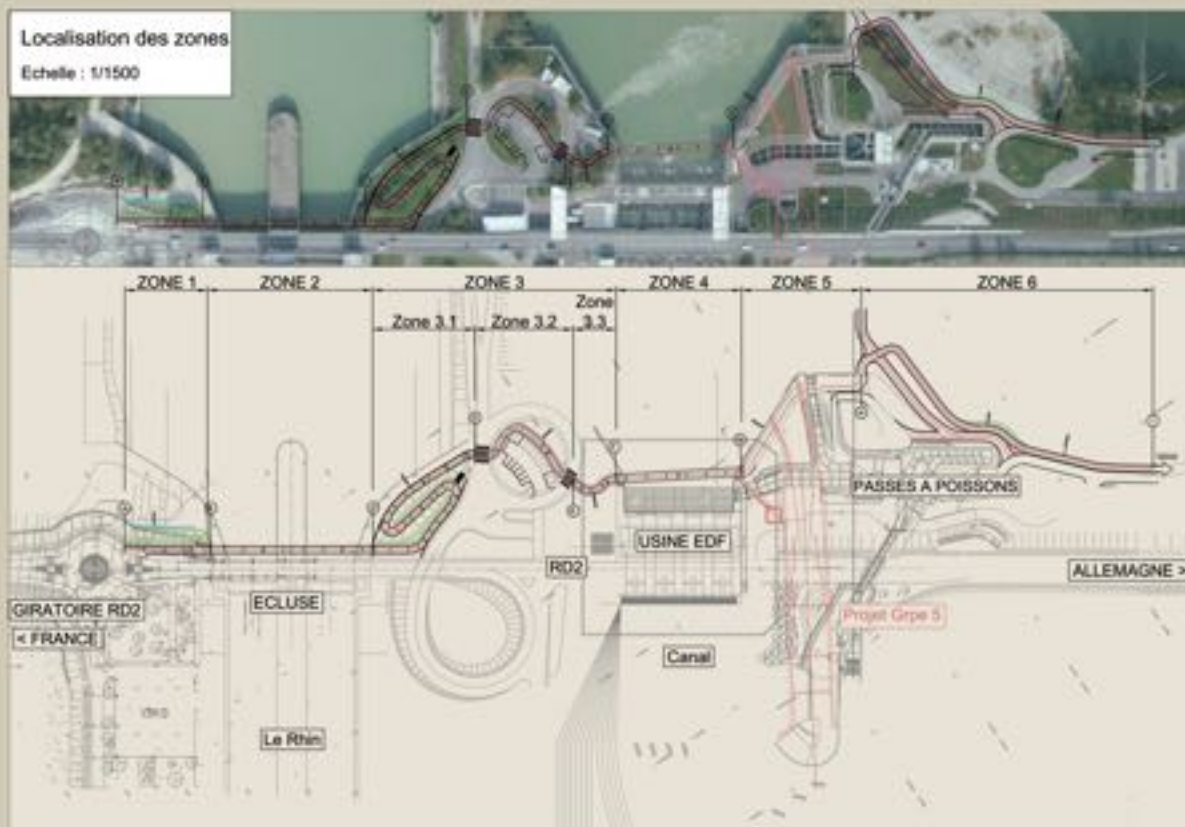 Localisation des zones
Echelle : 1/1500
ZONE 1
ZONE 2
ZONE 3
ZONE 4
ZONE 5
ZONE 6
Zone 3.1
Zone 3.2
Zone 3.3
PASSES A POISSONS
USINE EDF
RD2
ALLEMAGNE >
ECLUSE
GIRATOIRE RD2
< FRANCE
Projet Grpe 5
Canal
Le Rhin